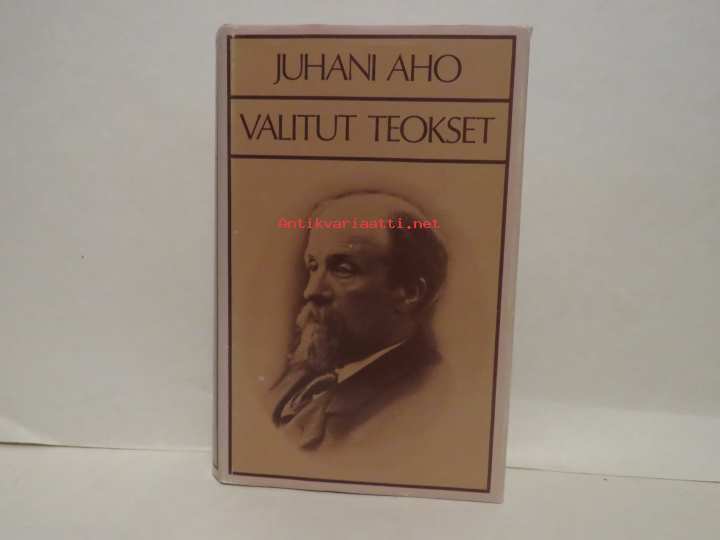 JUHANI AHO
VALITUT TEOKSET
Antikvariaatti.net